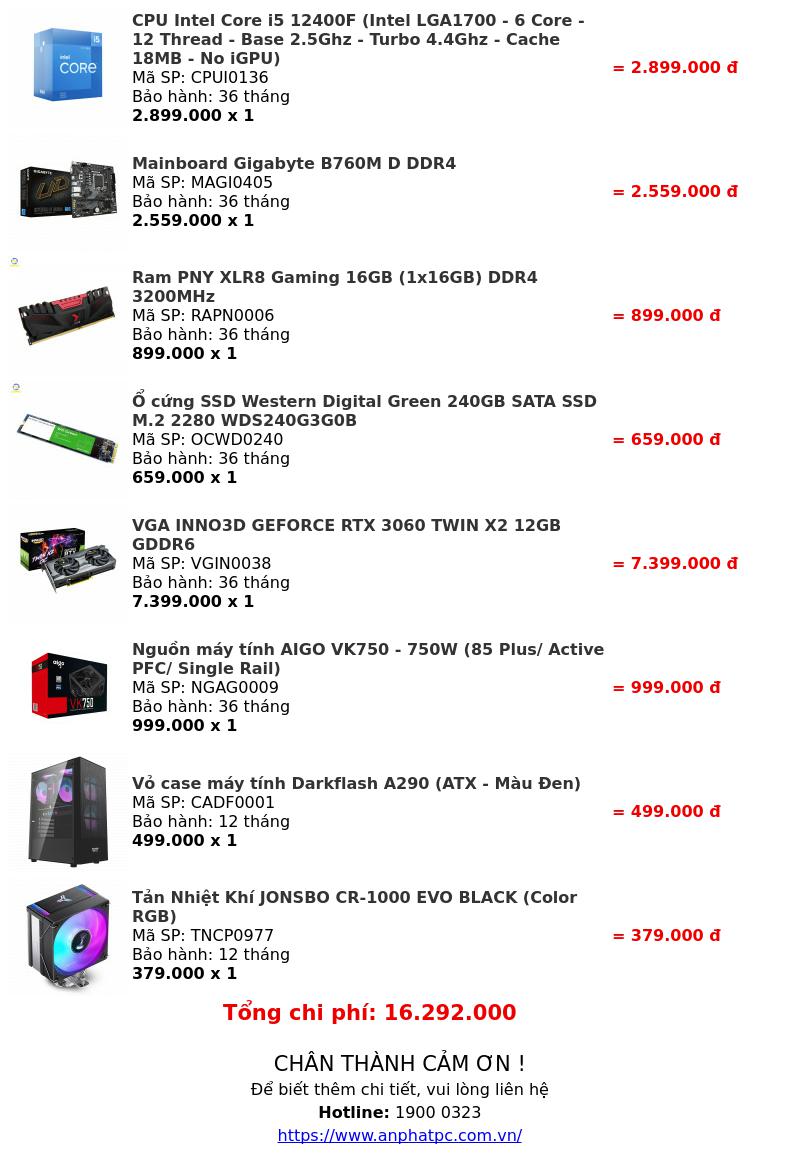 CPU Intel Core i5 12400F (Intel LGA1700 - 6 Core -
12 Thread - Base 2.5Ghz - Turbo 4.4Ghz - Cache
18MB - No iGPU)
Mã SP: CPUI0136
Bảo hành: 36 tháng
2.899.000 x 1
= 2.899.000 đ
Mainboard Gigabyte B760M D DDR4
Mã SP: MAGI0405
Bảo hành: 36 tháng
2.559.000 x 1
= 2.559.000 đ
Ram PNY XLR8 Gaming 16GB (1x16GB) DDR4
3200MHz
Mã SP: RAPN0006
Bảo hành: 36 tháng
899.000 x 1
= 899.000 đ
Ổ cứng SSD Western Digital Green 240GB SATA SSD
M.2 2280 WDS240G3G0B
Mã SP: OCWD0240
Bảo hành: 36 tháng
659.000 x 1
= 659.000 đ
VGA INNO3D GEFORCE RTX 3060 TWIN X2 12GB
GDDR6
Mã SP: VGIN0038
Bảo hành: 36 tháng
7.399.000 x 1
= 7.399.000 đ
Nguồn máy tính AIGO VK750 - 750W (85 Plus/ Active
PFC/ Single Rail)
Mã SP: NGAG0009
Bảo hành: 36 tháng
999.000 x 1
= 999.000 đ
Vỏ case máy tính Darkflash A290 (ATX - Màu Đen)
Mã SP: CADF0001
Bảo hành: 12 tháng
499.000 x 1
= 499.000 đ
Tản Nhiệt Khí JONSBO CR-1000 EVO BLACK (Color
RGB)
Mã SP: TNCP0977
Bảo hành: 12 tháng
379.000 x 1
= 379.000 đ
Tổng chi phí: 16.292.000
CHÂN THÀNH CẢM ƠN !
Để biết thêm chi tiết, vui lòng liên hệ
Hotline: 1900 0323
https://www.anphatpc.com.vn/
intel
CORE
i5
GIGABYTE
UD
aigo
VK750